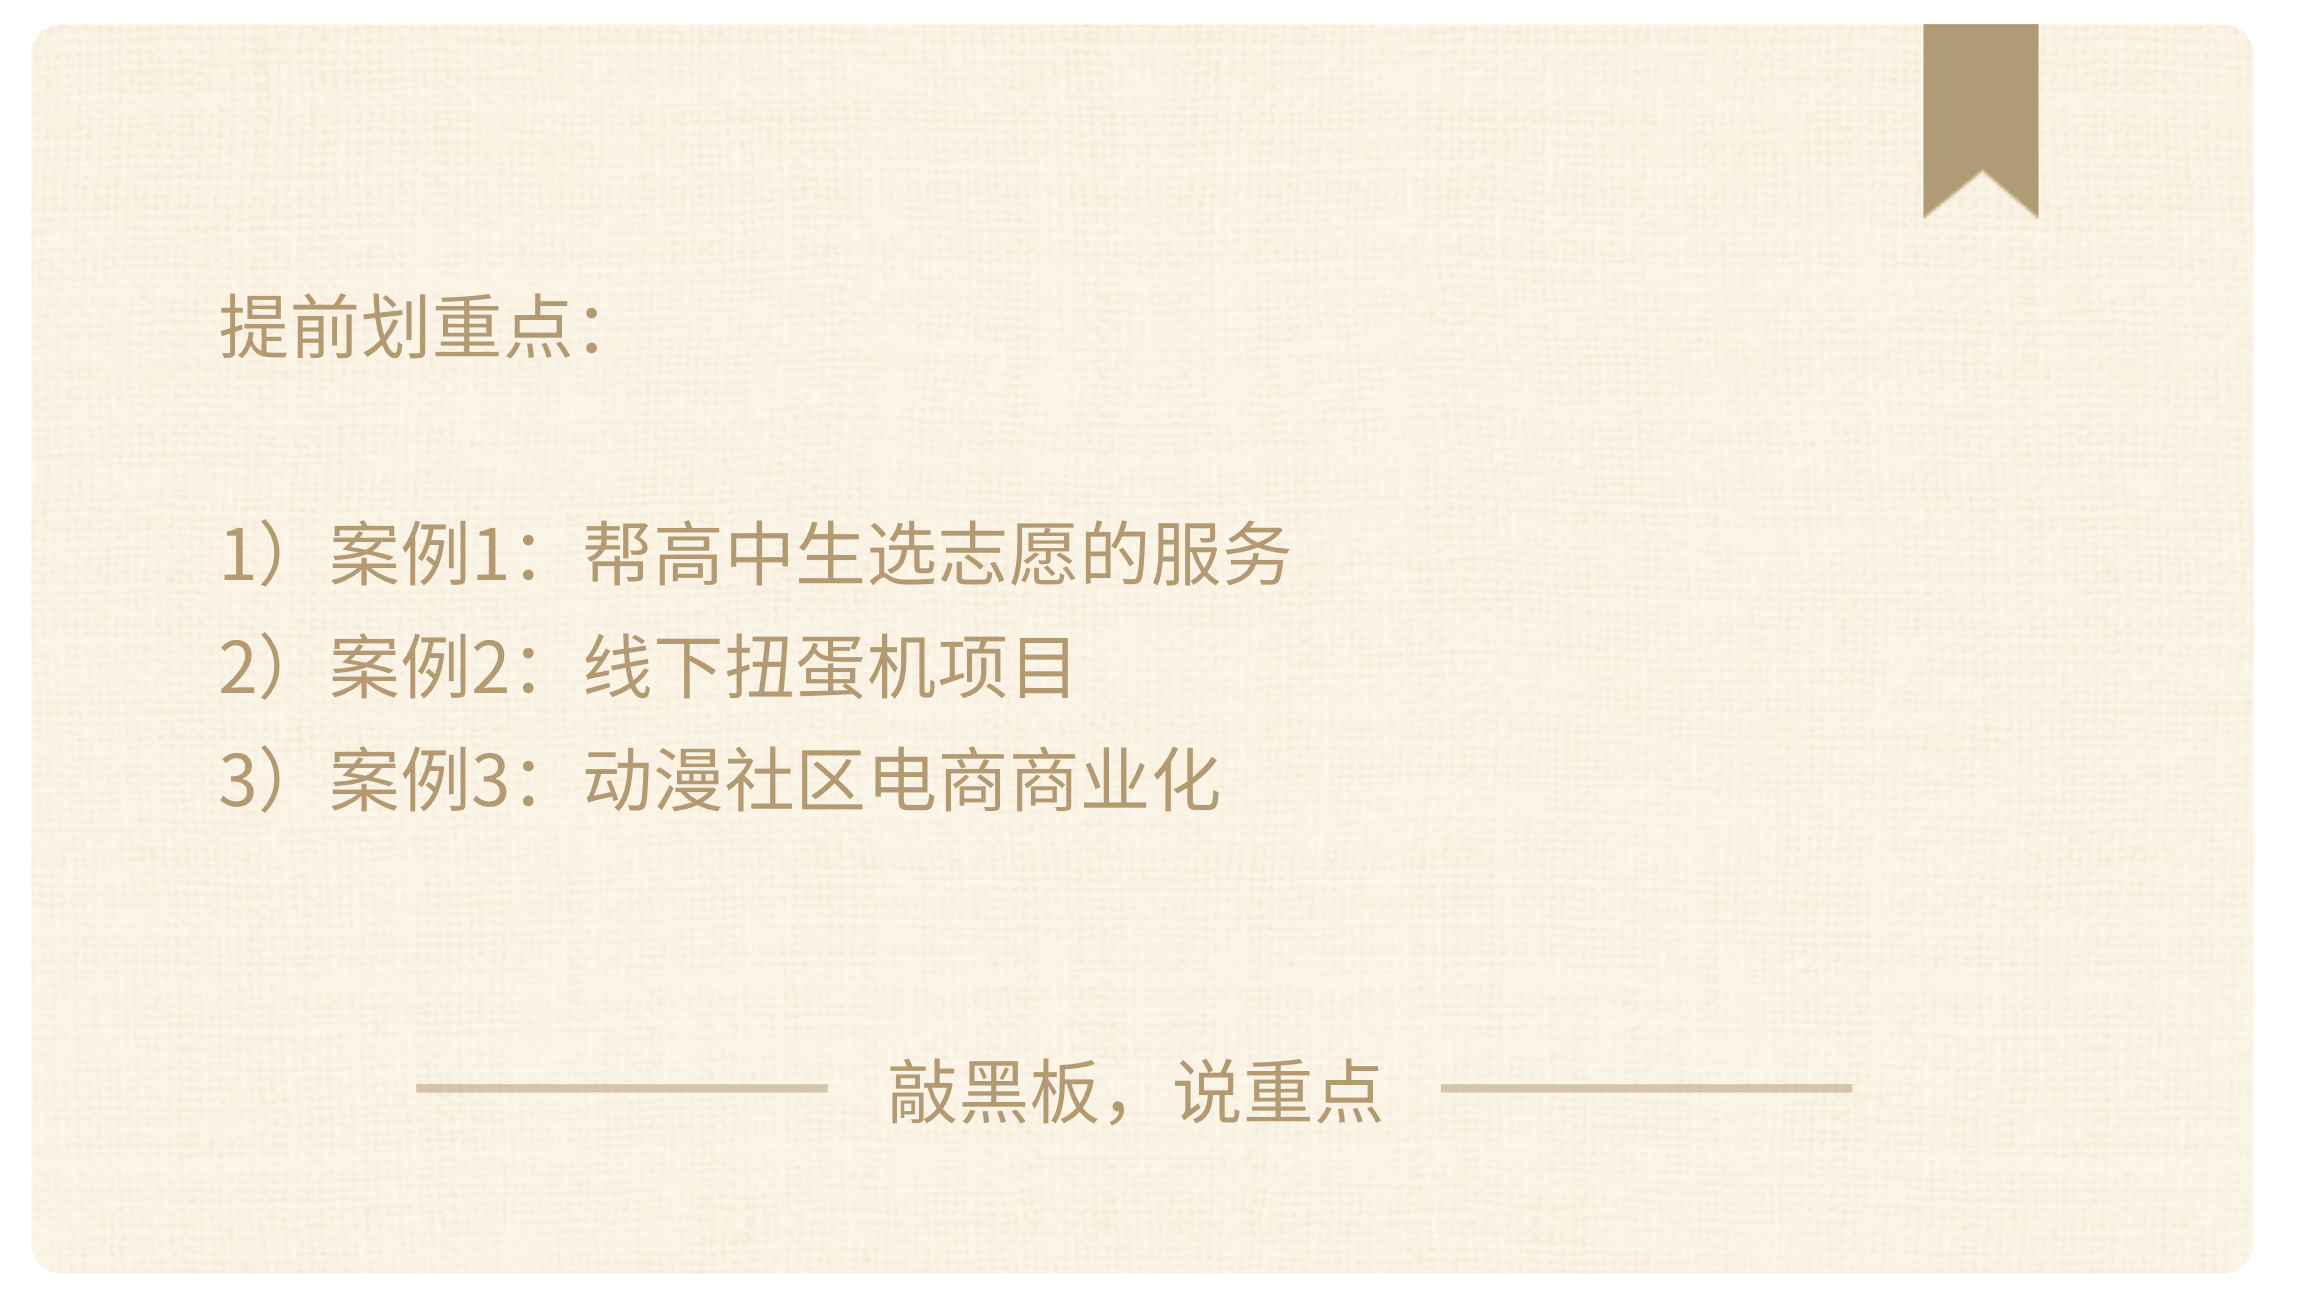 提前划重点：
1）案例1：帮高中生选志愿的服务
2）案例2：线下扭蛋机项目
3）案例3：动漫社区电商商业化
敲黑板，说重点